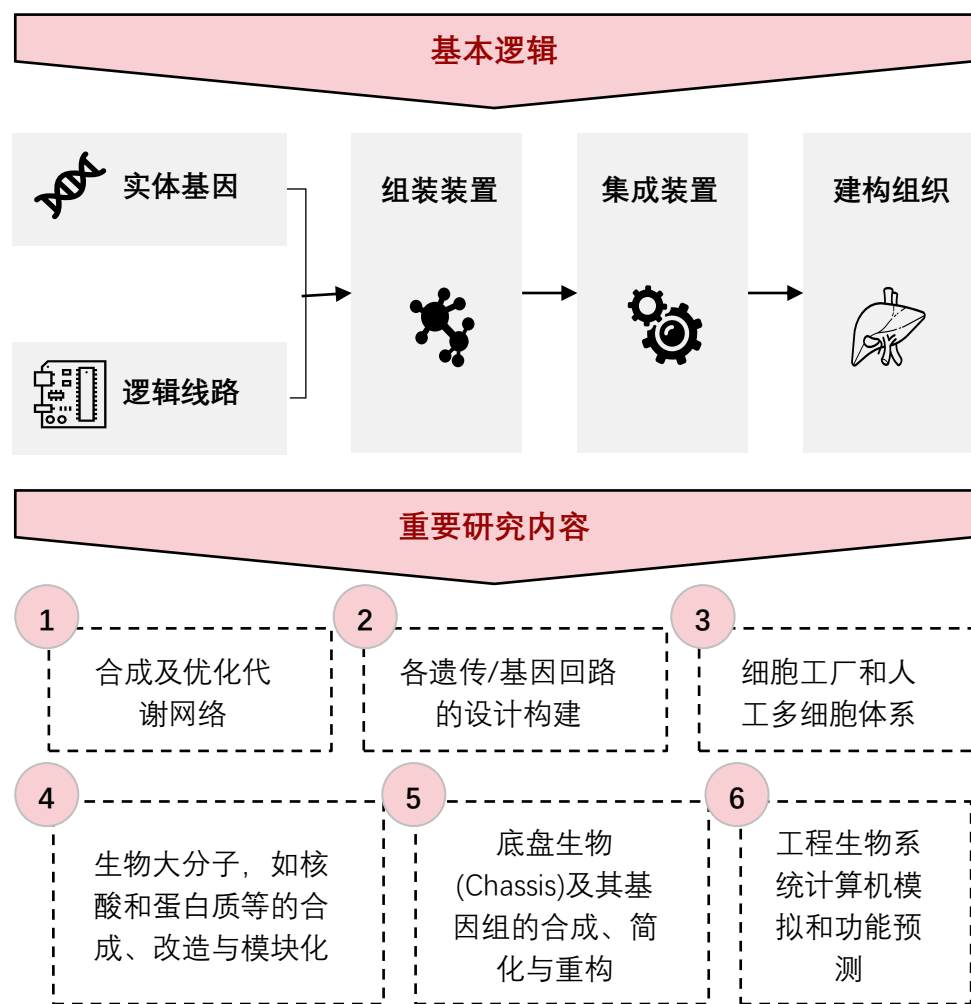 基本逻辑
实体基因
逻辑线路
组装装置
集成装置
建构组织
重要研究内容
1
合成及优化代
谢网络
2
各遗传/基因回路
的设计构建
3
细胞工厂和人
工多细胞体系
4
生物大分子，如核
酸和蛋白质等的合
成、改造与模块化
5
底盘生物
(Chassis)及其基
因组的合成、简
化与重构
6
工程生物系
统计算机模
拟和功能预
测